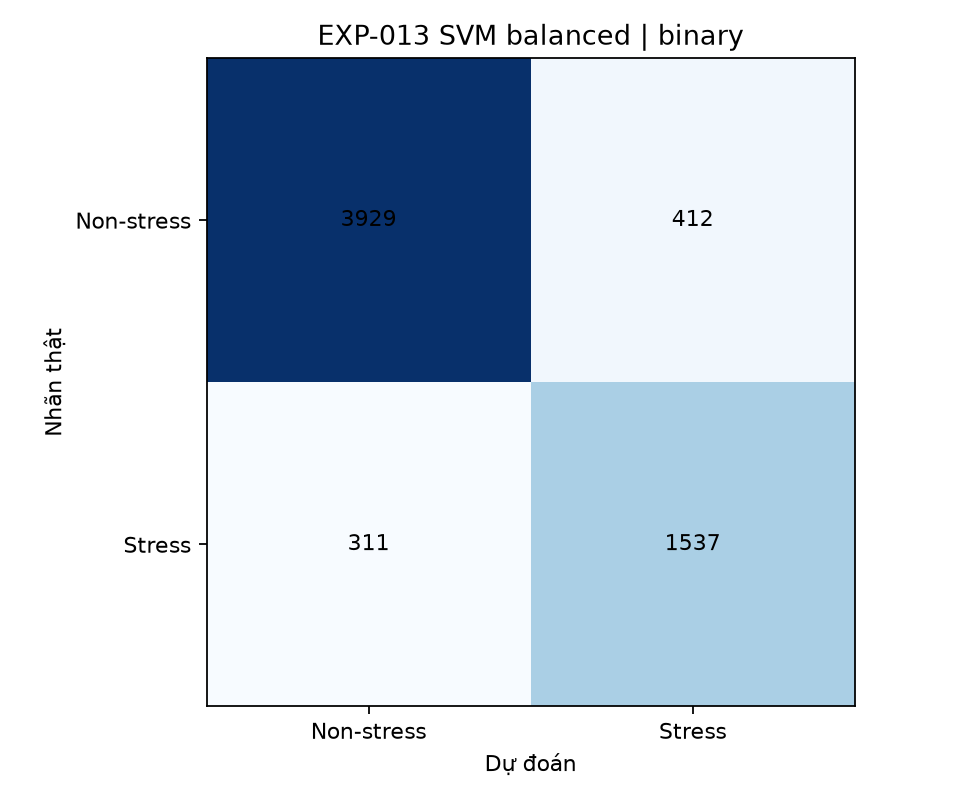 EXP-013 SVM balanced | binary
Non-stress
3929
412
Nhãn thật
Stress
311
1537
Non-stress
Stress
Dự đoán